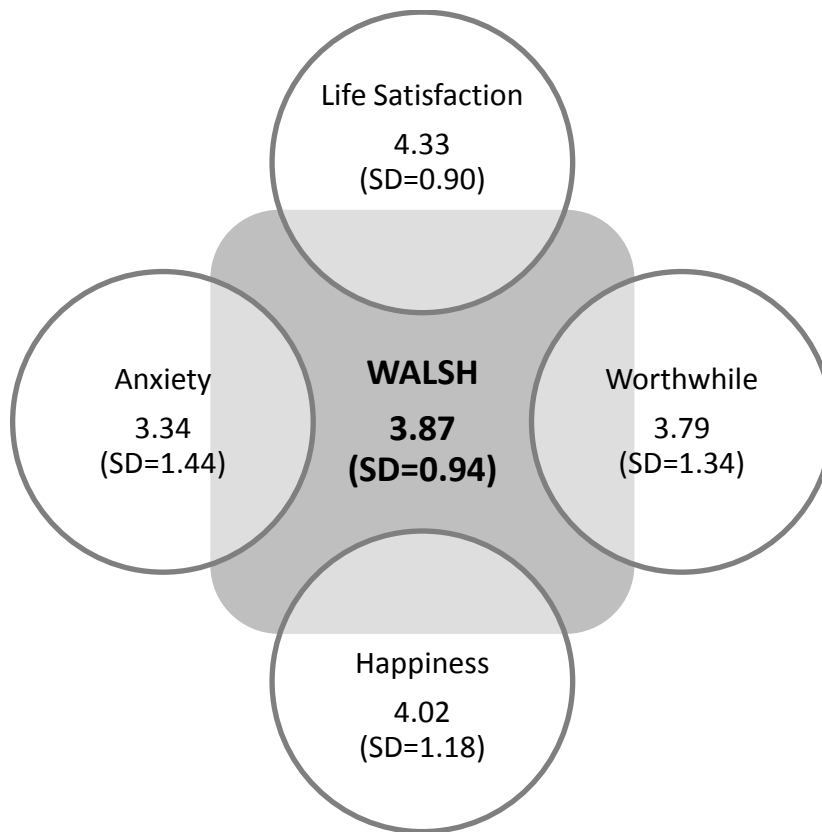 Life Satisfaction
4.33
(SD=0.90)
Anxiety
3.34
(SD=1.44)
WALSH
3.87
(SD=0.94)
Worthwhile
3.79
(SD=1.34)
Happiness
4.02
(SD=1.18)